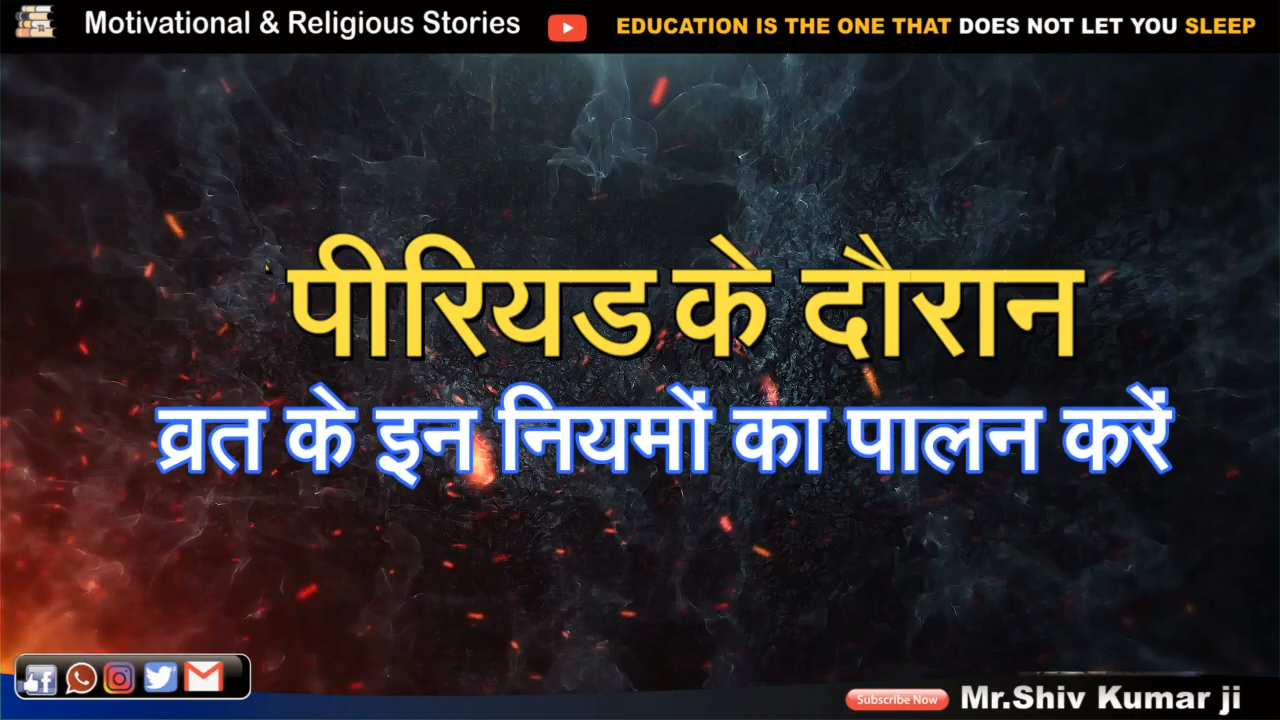 Motivational & Religious Stories
EDUCATION IS THE ONE THAT DOES NOT LET YOU SLEEP
पीरियड के दौरान
व्रत के इन नियमों का पालन करें
Subscribe Now
Mr.Shiv Kumar ji